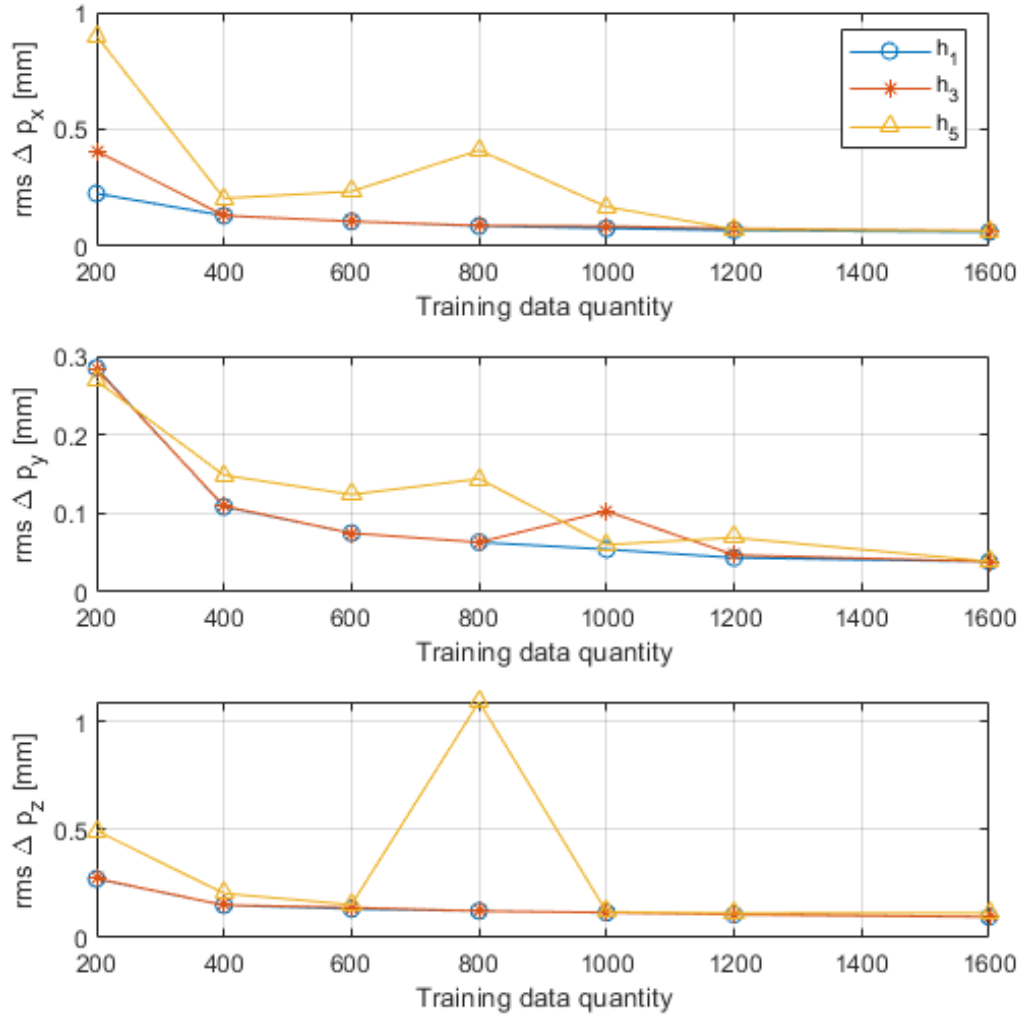 1
0.5
0
rms Δ p_x [mm]
h_1
h_3
h_5
200 400 600 800 1000 1200 1400 1600
Training data quantity
0.3
0.2
0.1
0
rms Δ p_y [mm]
200 400 600 800 1000 1200 1400 1600
Training data quantity
1
0.5
0
rms Δ p_z [mm]
200 400 600 800 1000 1200 1400 1600
Training data quantity